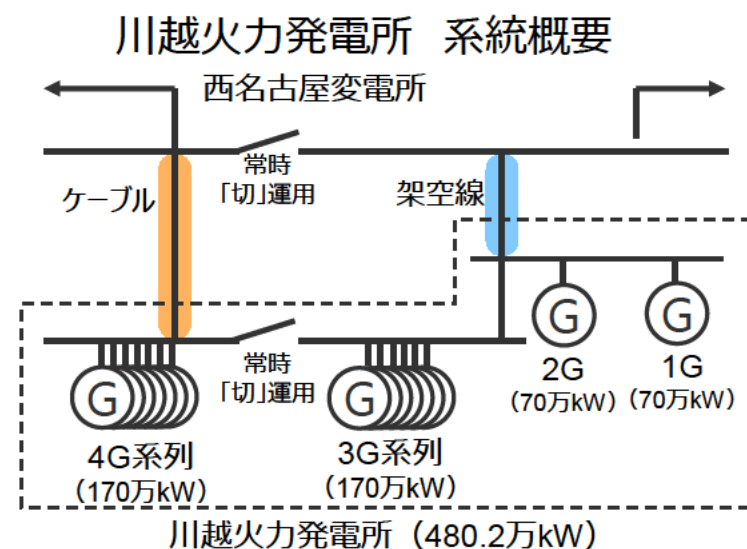 川越火力発電所 系統概要
西名古屋変電所
常時
「切」運用
ケーブル
架空線
G
G
2G
(70万kW)
1G
(70万kW)
常時
「切」運用
G
G
4G系列
(170万kW)
3G系列
(170万kW)
川越火力発電所(480.2万kW)